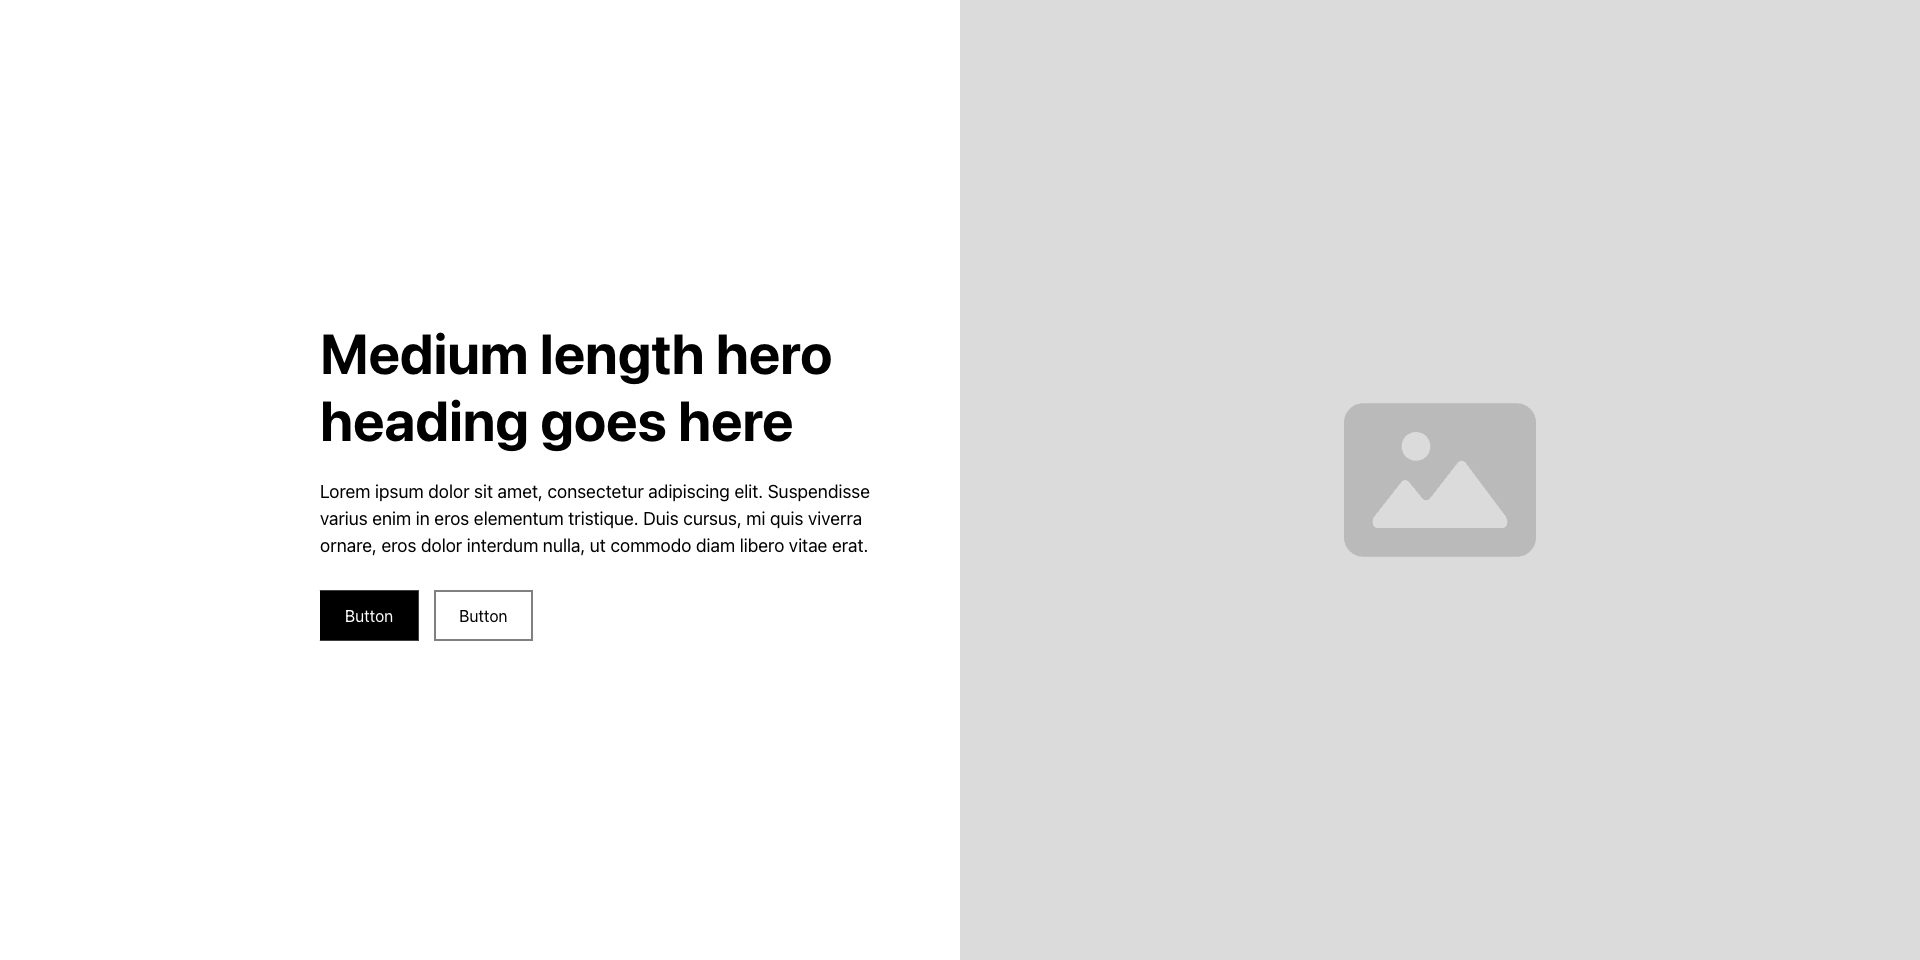 Medium length hero
heading goes here
Lorem ipsum dolor sit amet, consectetur adipiscing elit. Suspendisse
varius enim in eros elementum tristique. Duis cursus, mi quis viverra
ornare, eros dolor interdum nulla, ut commodo diam libero vitae erat.
Button
Button